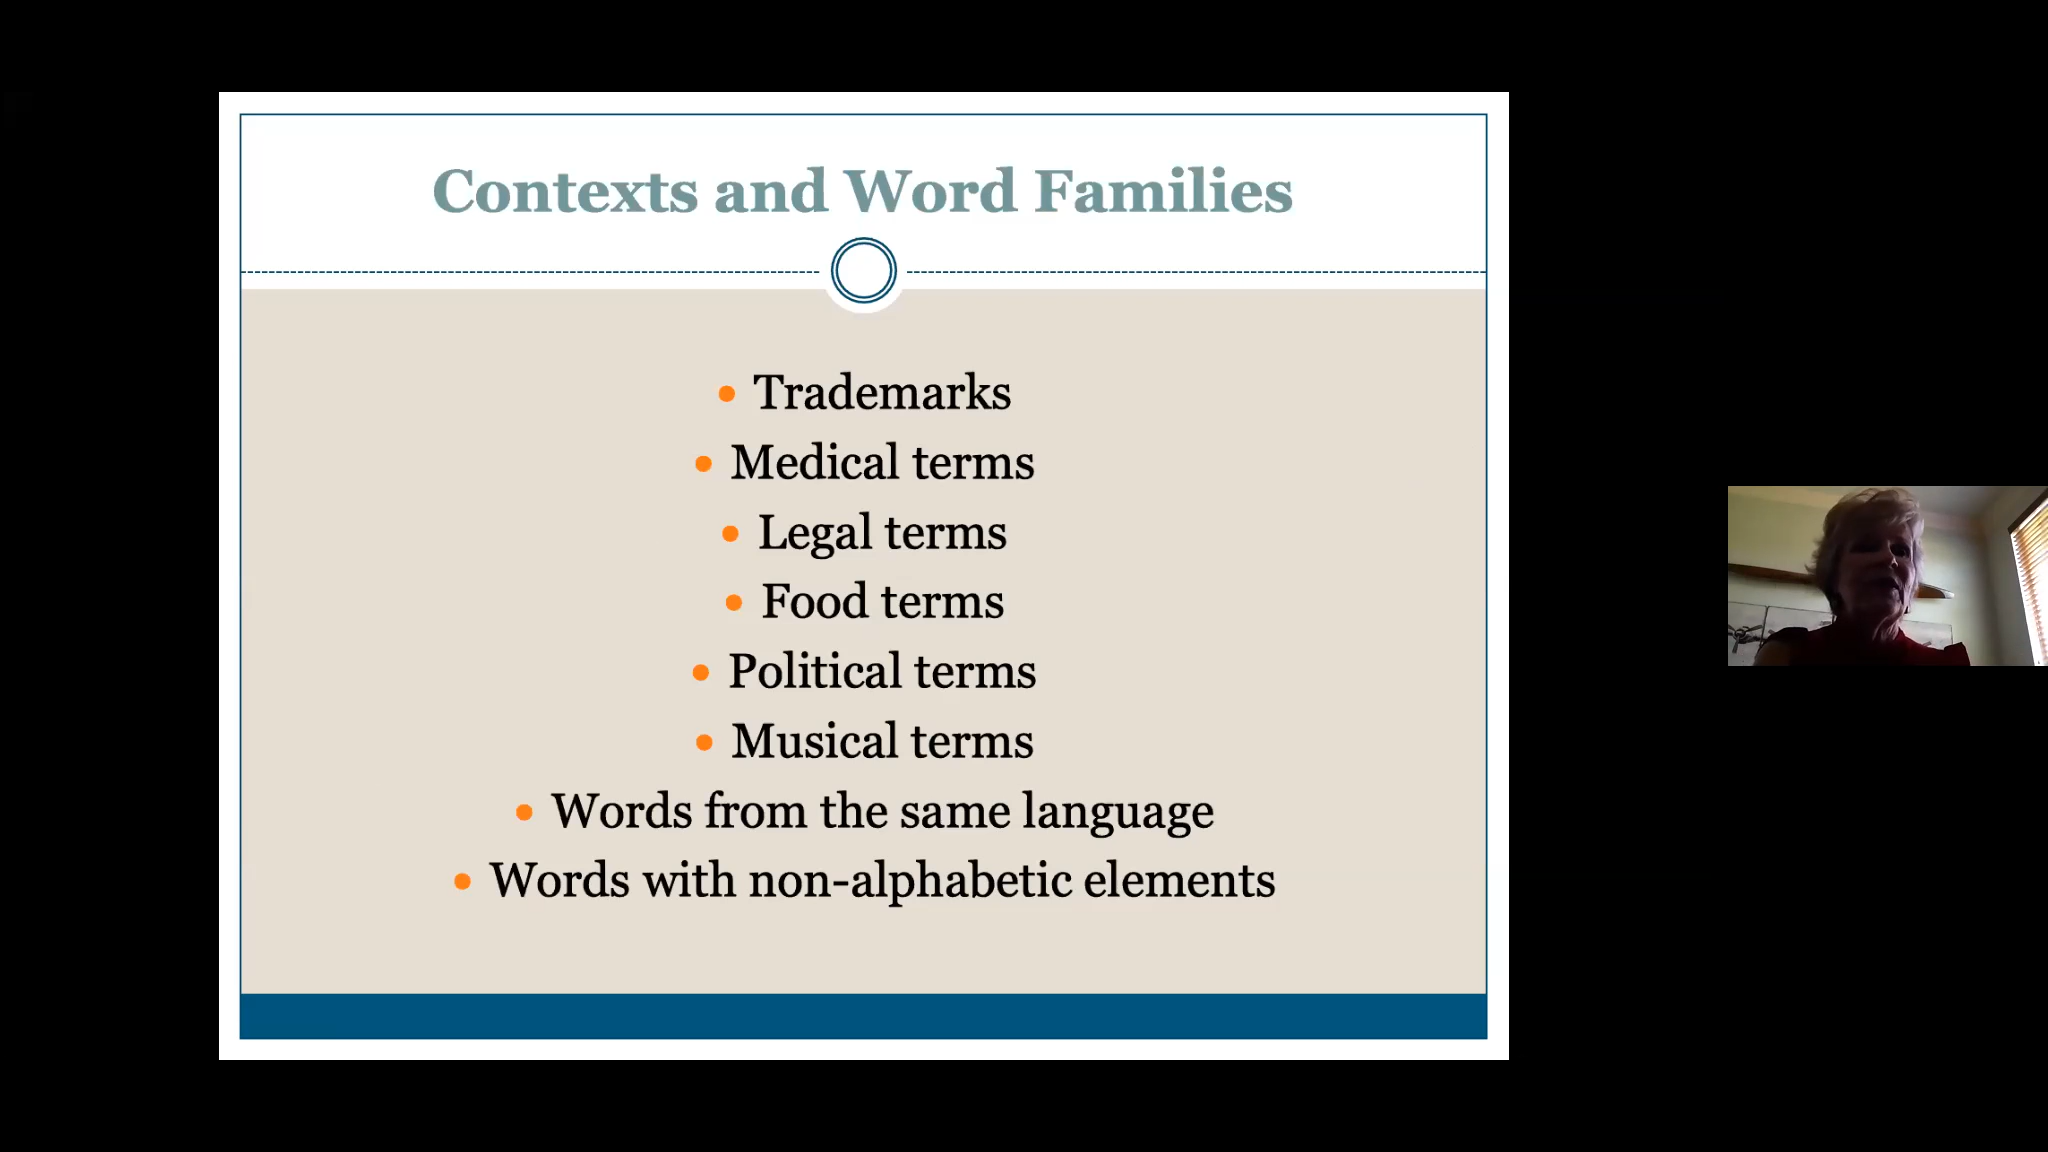 Contexts and Word Families
• Trademarks
• Medical terms
• Legal terms
• Food terms
• Political terms
• Musical terms
• Words from the same language
• Words with non-alphabetic elements